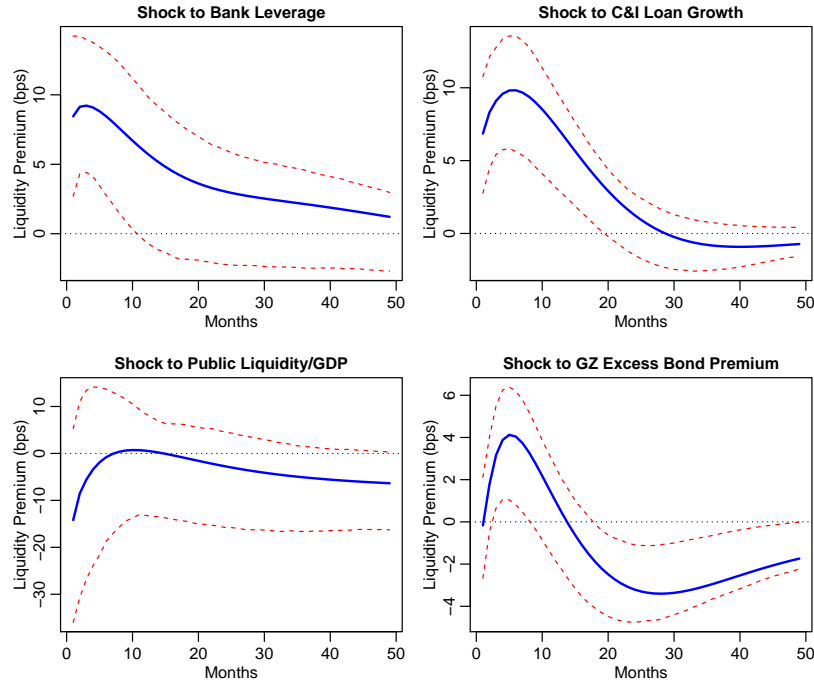 Shock to Bank Leverage
Liquidity Premium (bps)
10
5
0
0 10 20 30 40 50
Months
Shock to C&I Loan Growth
Liquidity Premium (bps)
10
5
0
0 10 20 30 40 50
Months
Shock to Public Liquidity/GDP
Liquidity Premium (bps)
10
0
−10
−20
−30
0 10 20 30 40 50
Months
Shock to GZ Excess Bond Premium
Liquidity Premium (bps)
6
4
2
0
−2
−4
0 10 20 30 40 50
Months